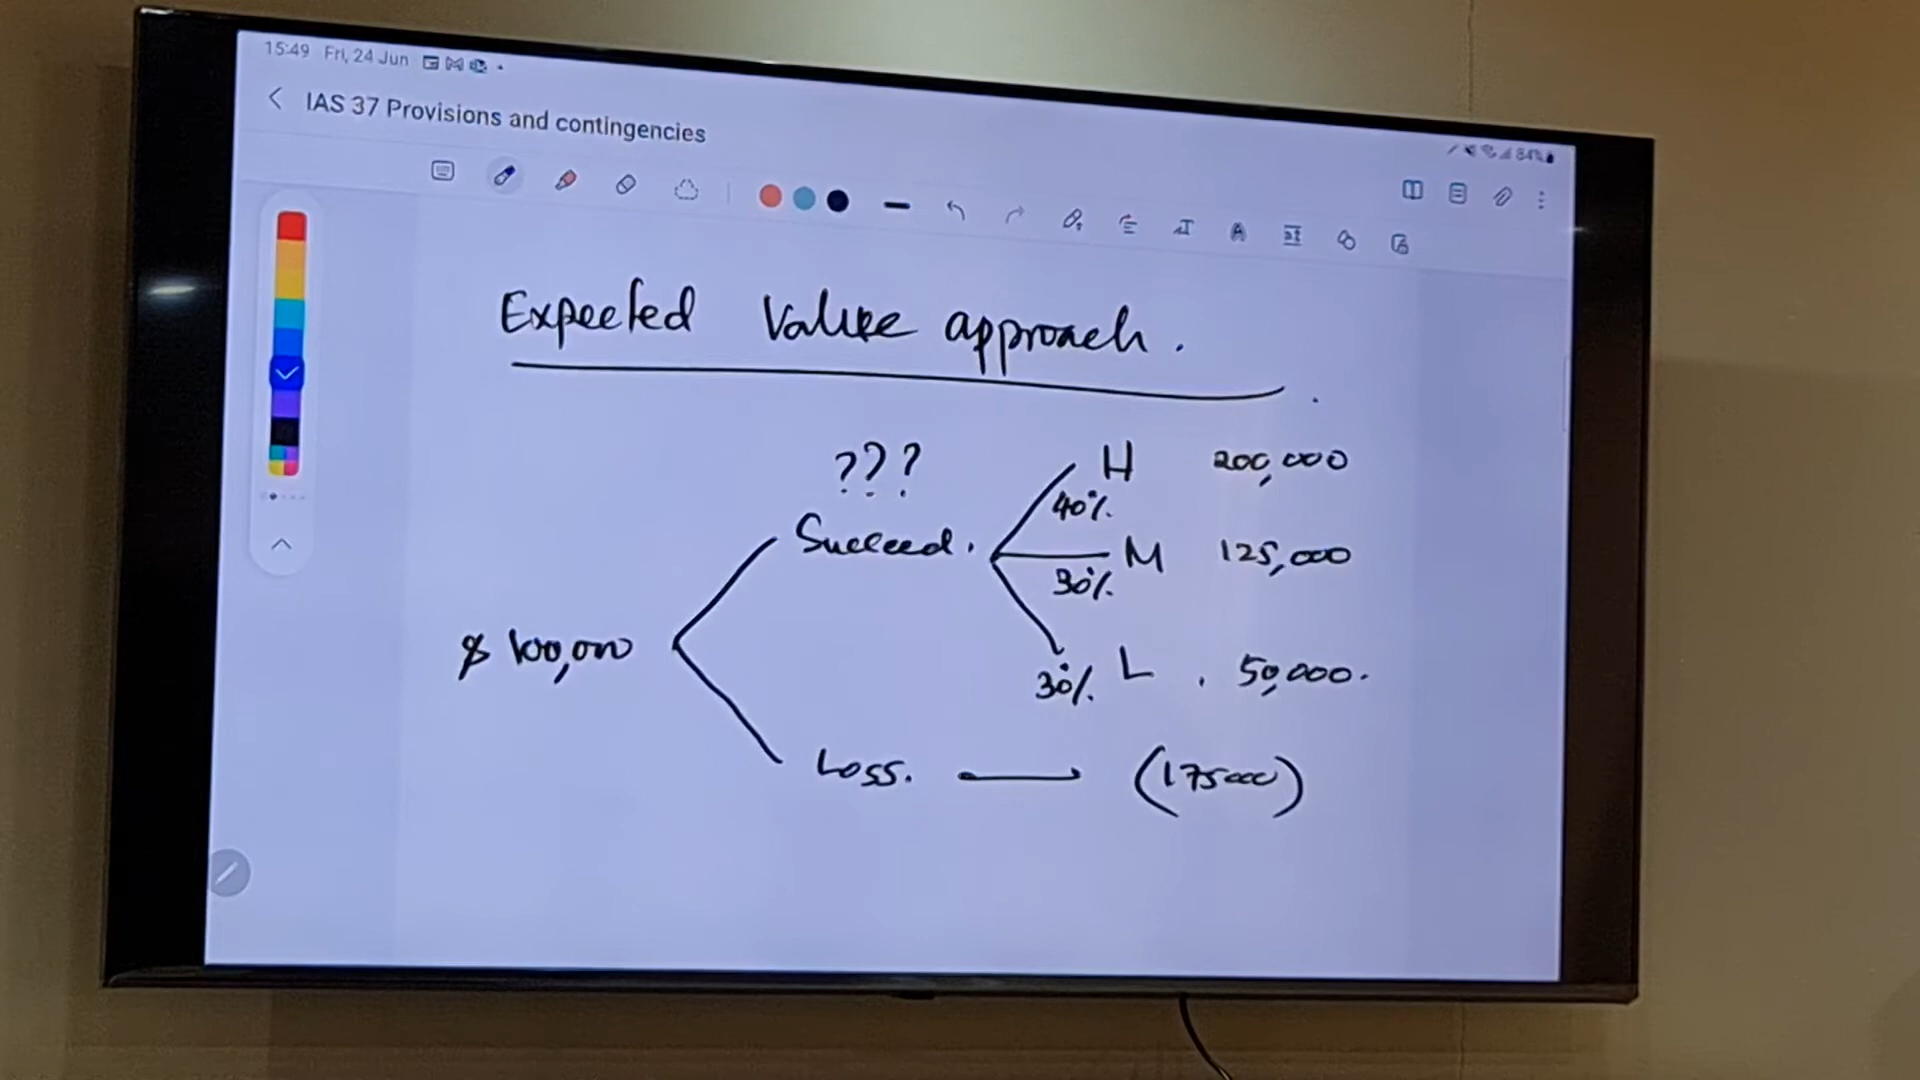 15:49 Fri, 24 Jun
84%
IAS 37 Provisions and contingencies
Expected Value approach.
???
H 200,000
40%
Succeed.
M 125,000
30%
$ 100,000
L . 50,000.
30%
Loss. (175000)